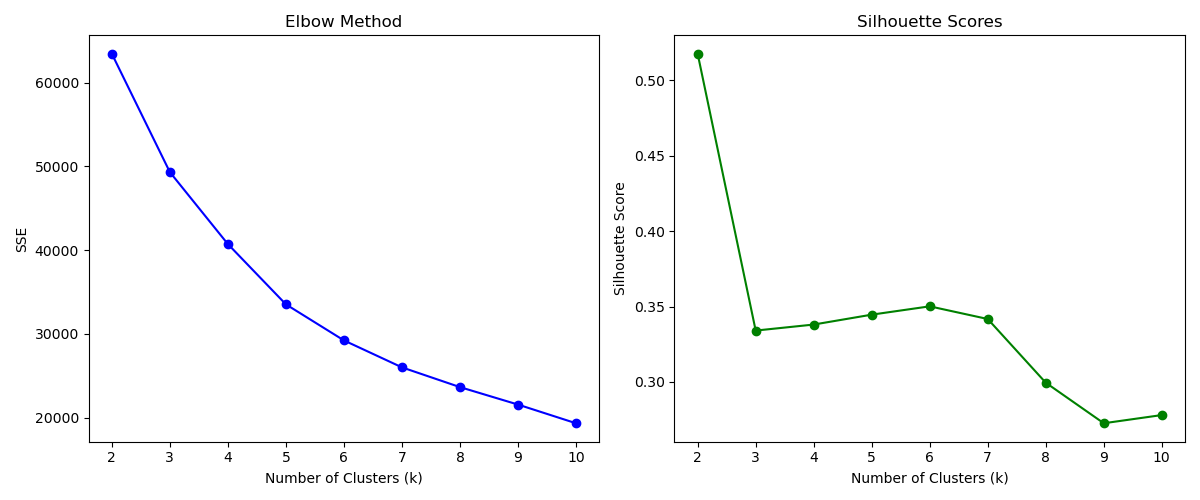 Elbow Method
60000
50000
40000
30000
20000
SSE
2 3 4 5 6 7 8 9 10
Number of Clusters (k)
Silhouette Scores
0.50
0.45
0.40
0.35
0.30
Silhouette Score
2 3 4 5 6 7 8 9 10
Number of Clusters (k)